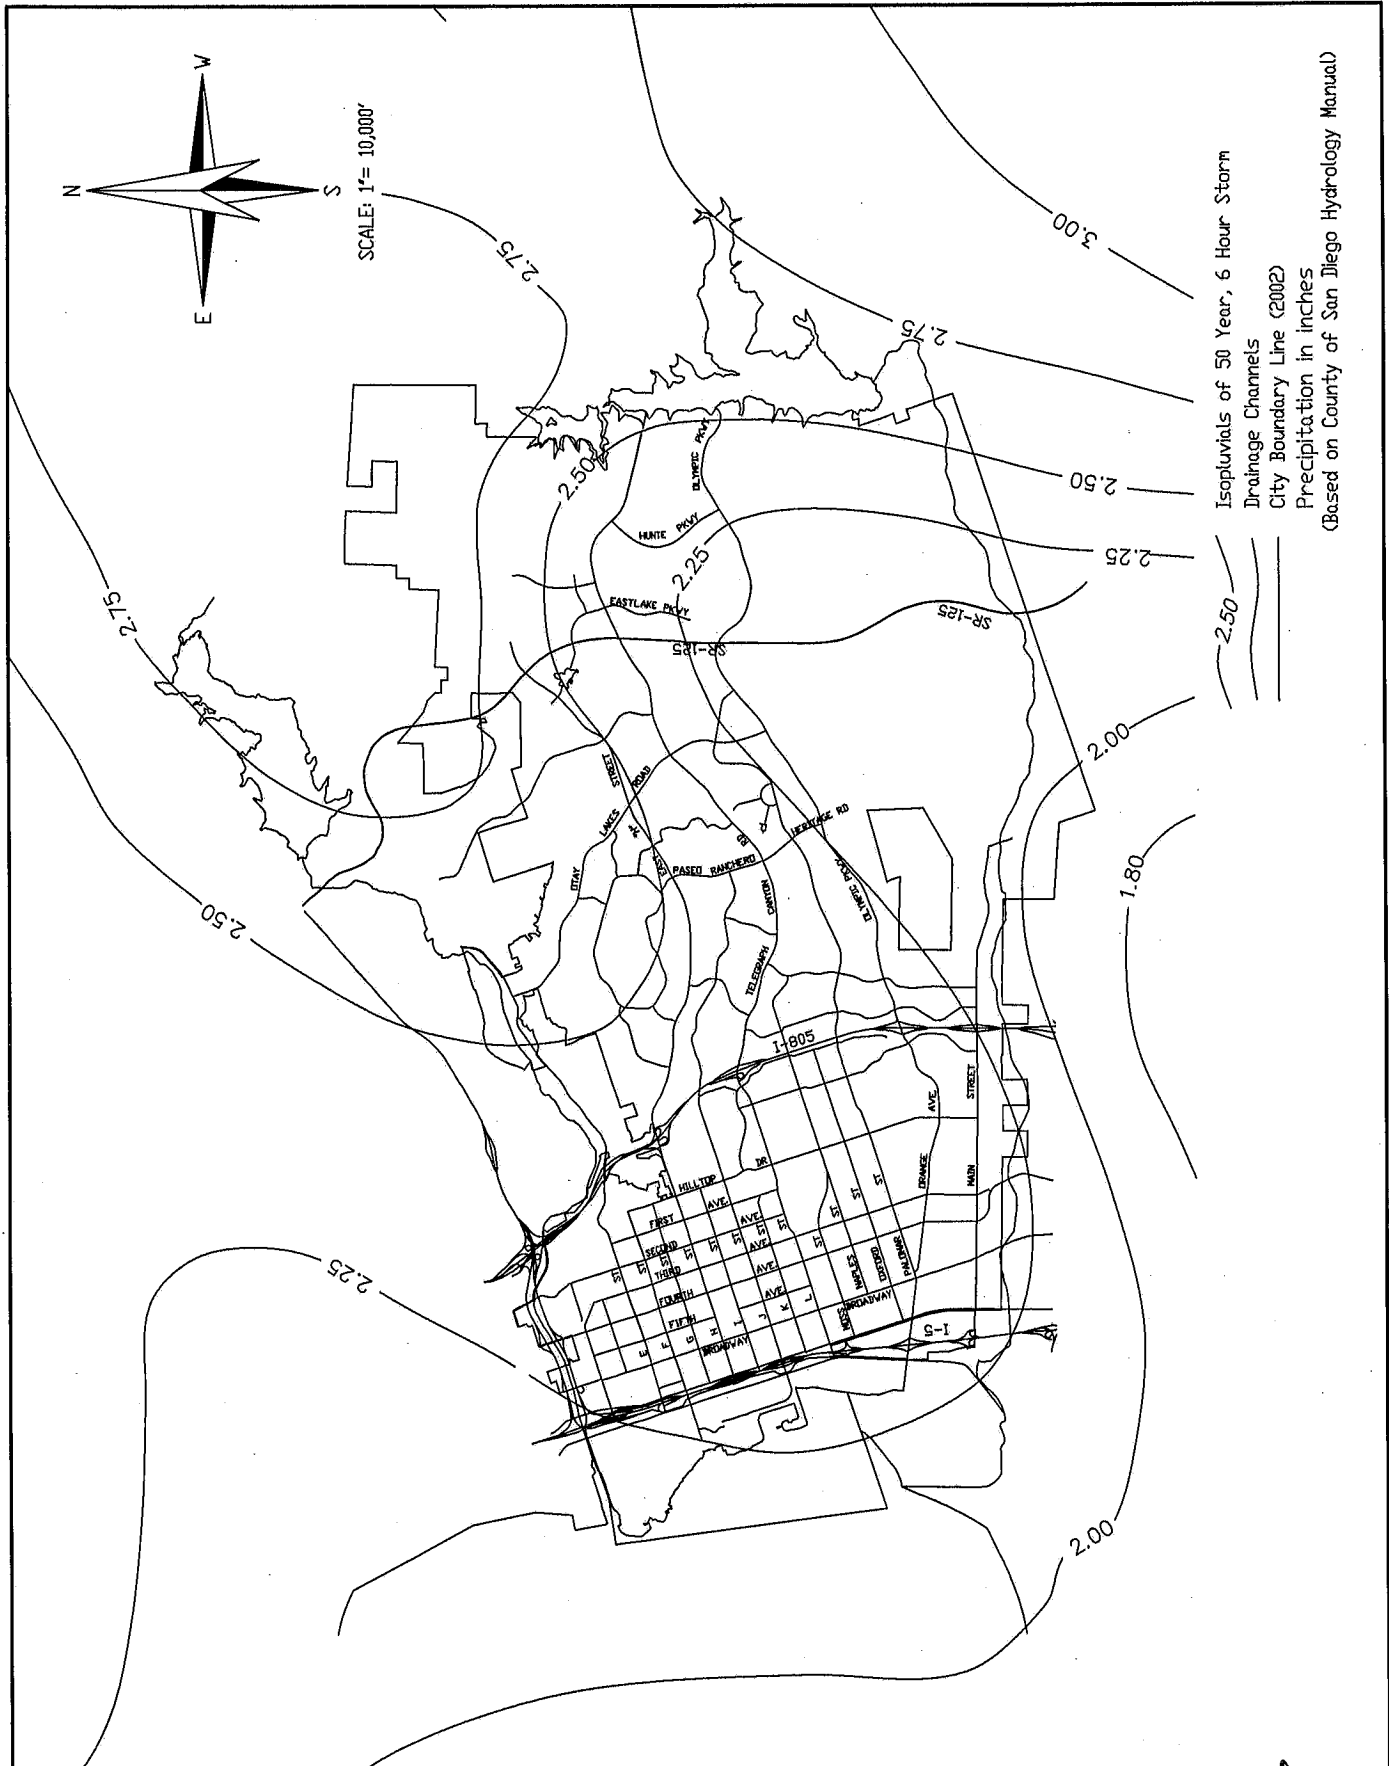 N
W
E
S
SCALE: 1"= 10,000'
2.75
2.75
2.75
3.00
2.50
2.50
2.50
2.25
2.25
2.25
2.00
2.00
1.80
SR-125
SR-125
OLYMPIC PKWY
HUNTE PKWY
EASTLAKE PKWY
OTAY LAKES ROAD
EAST "H" STREET
PASEO RANCHERO
HERITAGE RD
TELEGRAPH CANYON RD
OLYMPIC PKWY
I-805
HILLTOP DR
FIRST AVE.
SECOND AVE.
THIRD AVE.
FOURTH AVE.
FIFTH AVE.
BROADWAY
BROADWAY
E ST
F ST
G ST
H ST
I ST
J ST
K ST
L ST
MOSS ST
NAPLES ST
OXFORD ST
PALOMAR ST
ORANGE AVE.
MAIN STREET
I-5
2.50 Isopluvials of 50 Year, 6 Hour Storm
Drainage Channels
City Boundary Line (2002)
Precipitation in inches
(Based on County of San Diego Hydrology Manual)